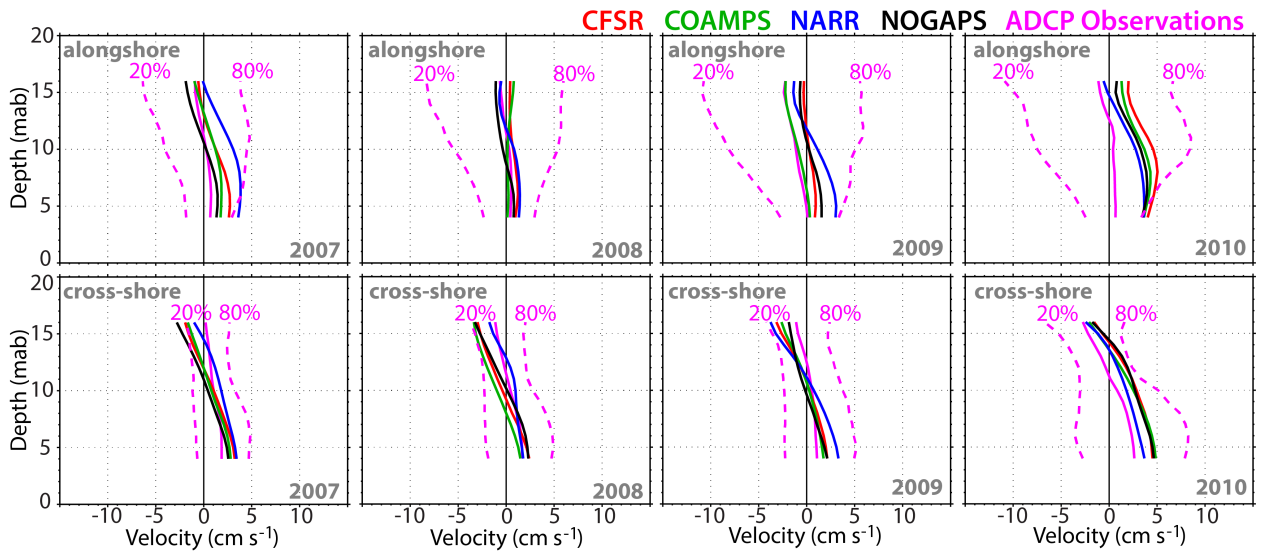 CFSR COAMPS NARR NOGAPS ADCP Observations
20
15
10
5
0
Depth (mab)
alongshore
20% 80%
2007
alongshore
20% 80%
2008
alongshore
20% 80%
2009
alongshore
20% 80%
2010
20
15
10
5
0
Depth (mab)
cross-shore
20% 80%
2007
cross-shore
20% 80%
2008
cross-shore
20% 80%
2009
cross-shore
20% 80%
2010
-10 -5 0 5 10
Velocity (cm s-1)
-10 -5 0 5 10
Velocity (cm s-1)
-10 -5 0 5 10
Velocity (cm s-1)
-10 -5 0 5 10
Velocity (cm s-1)